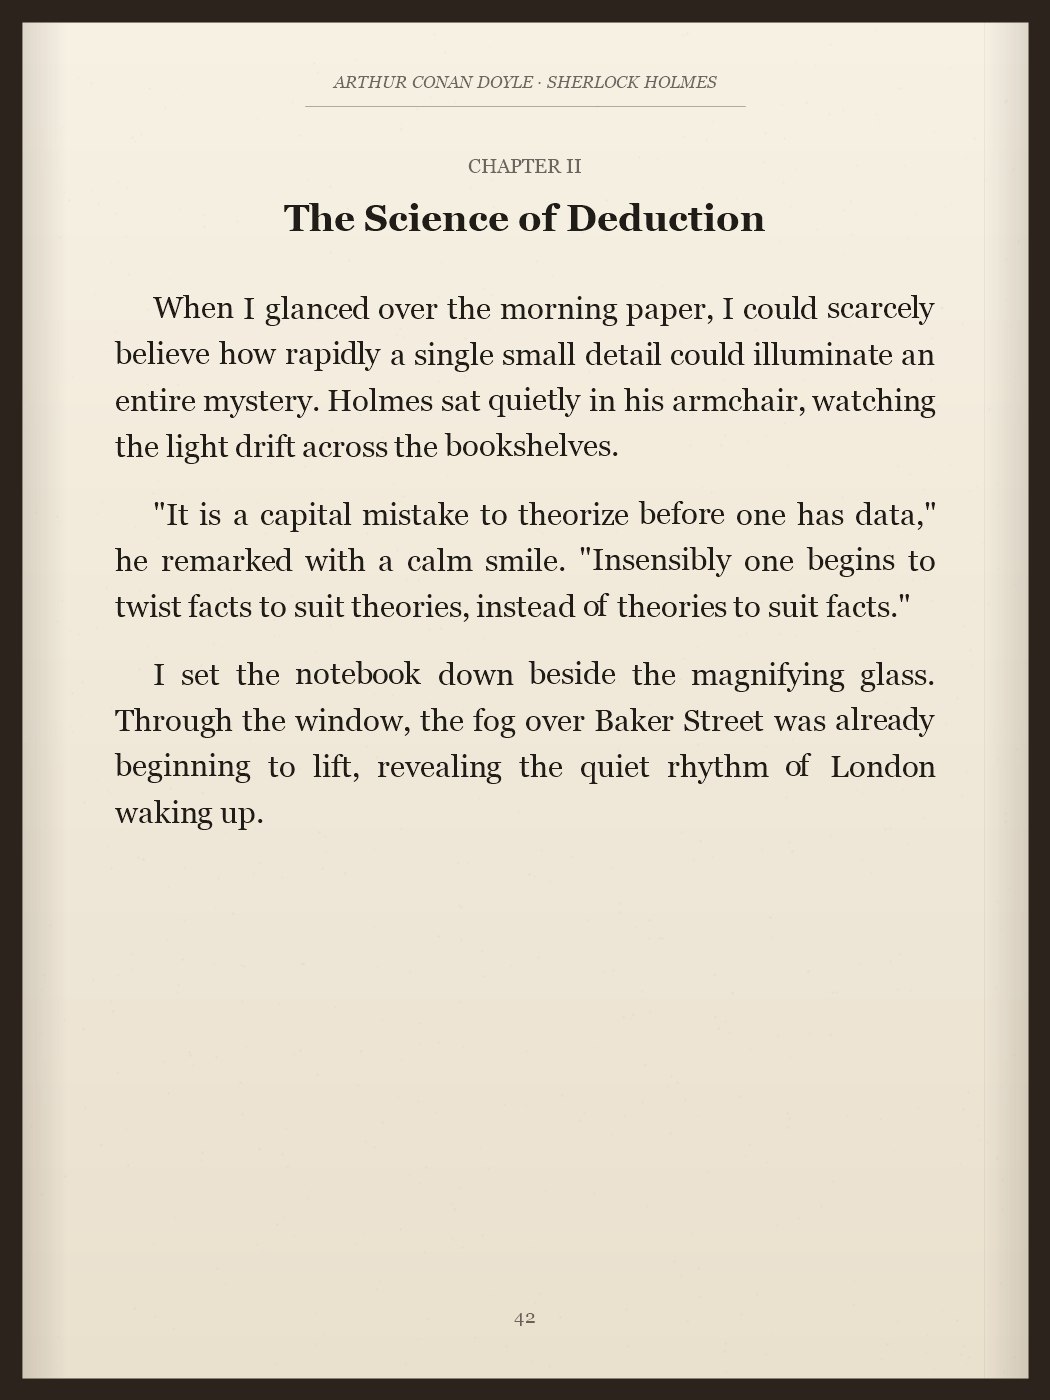 ARTHUR CONAN DOYLE · SHERLOCK HOLMES
CHAPTER II
The Science of Deduction
When I glanced over the morning paper, I could scarcely
believe how rapidly a single small detail could illuminate an
entire mystery. Holmes sat quietly in his armchair, watching
the light drift across the bookshelves.
"It is a capital mistake to theorize before one has data,"
he remarked with a calm smile. "Insensibly one begins to
twist facts to suit theories, instead of theories to suit facts."
I set the notebook down beside the magnifying glass.
Through the window, the fog over Baker Street was already
beginning to lift, revealing the quiet rhythm of London
waking up.
42